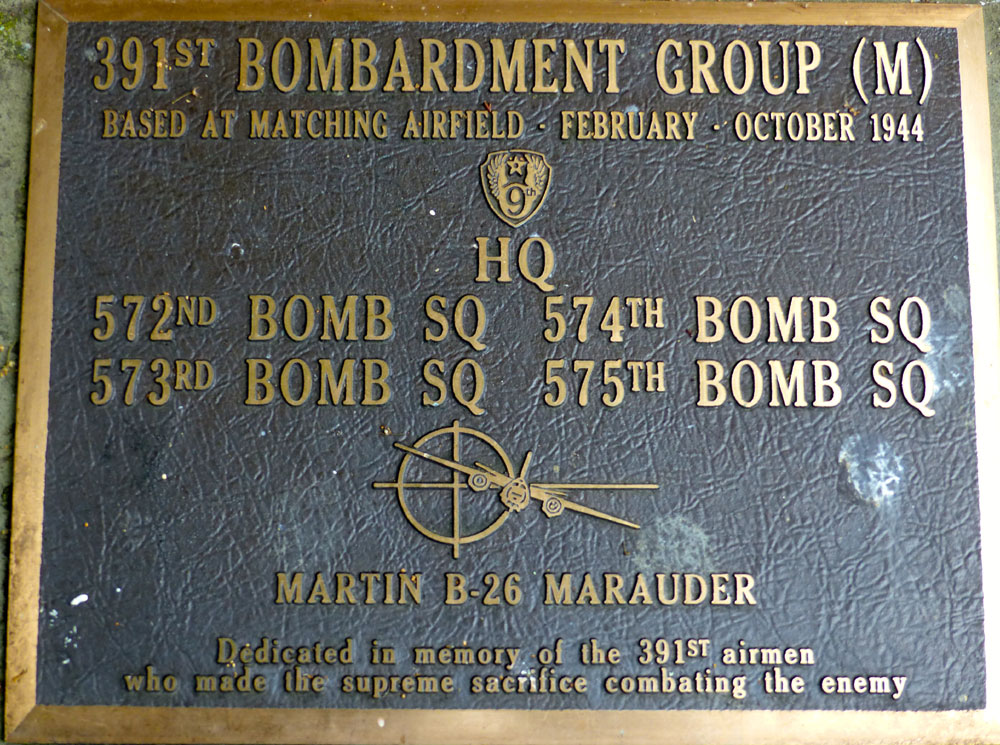 391ST BOMBARDMENT GROUP (M)
BASED AT MATCHING AIRFIELD - FEBRUARY - OCTOBER 1944
9th
HQ
572ND BOMB SQ 574TH BOMB SQ
573RD BOMB SQ 575TH BOMB SQ
MARTIN B-26 MARAUDER
Dedicated in memory of the 391ST airmen
who made the supreme sacrifice combating the enemy